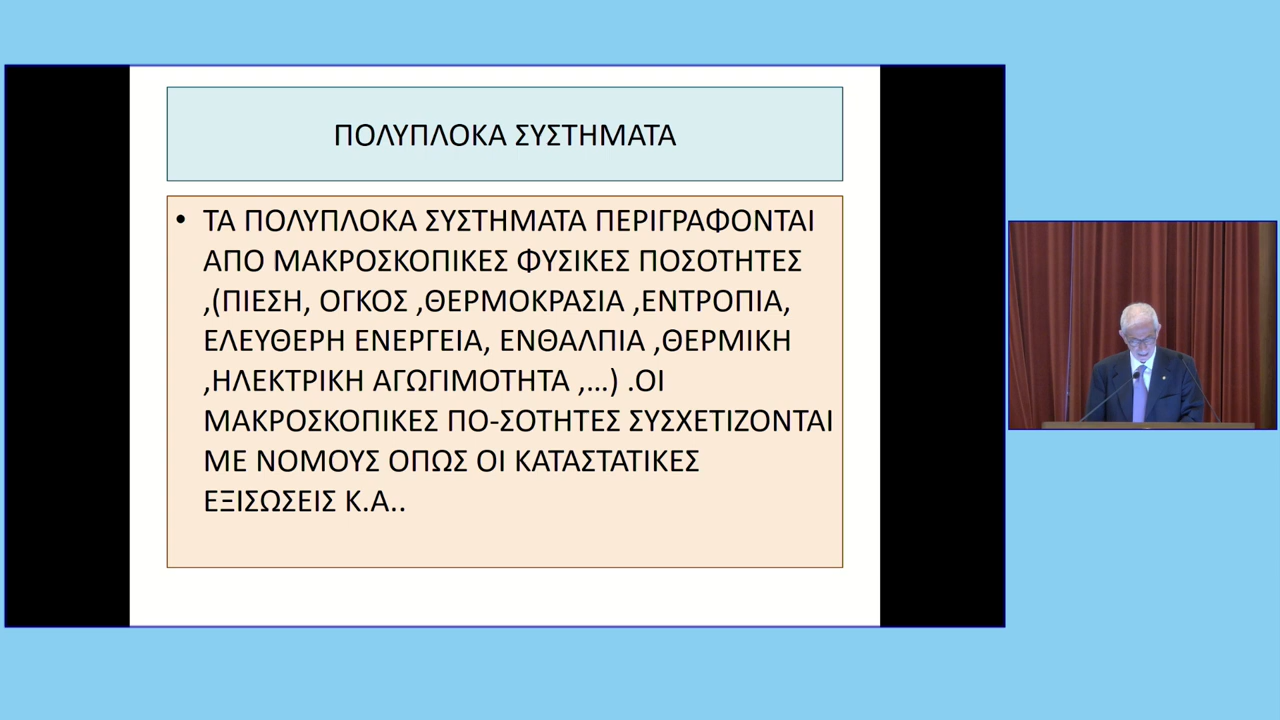 ΠΟΛΥΠΛΟΚΑ ΣΥΣΤΗΜΑΤΑ
• ΤΑ ΠΟΛΥΠΛΟΚΑ ΣΥΣΤΗΜΑΤΑ ΠΕΡΙΓΡΑΦΟΝΤΑΙ
ΑΠΟ ΜΑΚΡΟΣΚΟΠΙΚΕΣ ΦΥΣΙΚΕΣ ΠΟΣΟΤΗΤΕΣ
,(ΠΙΕΣΗ, ΟΓΚΟΣ ,ΘΕΡΜΟΚΡΑΣΙΑ ,ΕΝΤΡΟΠΙΑ,
ΕΛΕΥΘΕΡΗ ΕΝΕΡΓΕΙΑ, ΕΝΘΑΛΠΙΑ ,ΘΕΡΜΙΚΗ
,ΗΛΕΚΤΡΙΚΗ ΑΓΩΓΙΜΟΤΗΤΑ ,...) .ΟΙ
ΜΑΚΡΟΣΚΟΠΙΚΕΣ ΠΟ-ΣΟΤΗΤΕΣ ΣΥΣΧΕΤΙΖΟΝΤΑΙ
ΜΕ ΝΟΜΟΥΣ ΟΠΩΣ ΟΙ ΚΑΤΑΣΤΑΤΙΚΕΣ
ΕΞΙΣΩΣΕΙΣ Κ.Α..